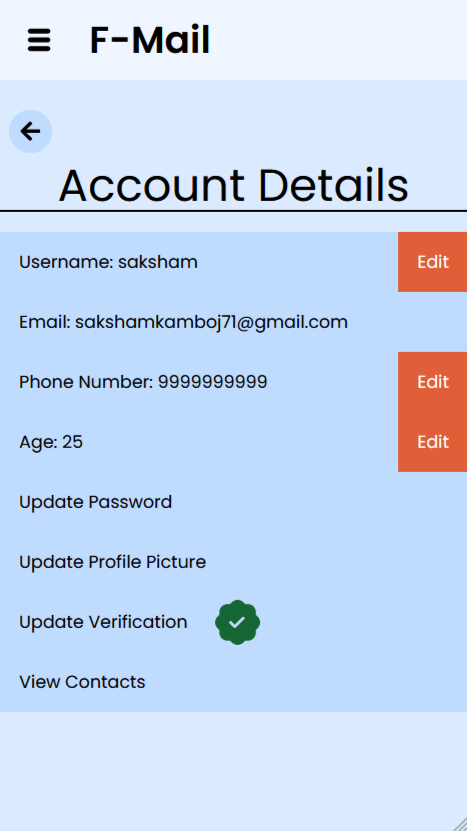 F-Mail
Account Details
Username: saksham
Edit
Email: sakshamkamboj71@gmail.com
Phone Number: 9999999999
Edit
Age: 25
Edit
Update Password
Update Profile Picture
Update Verification
View Contacts